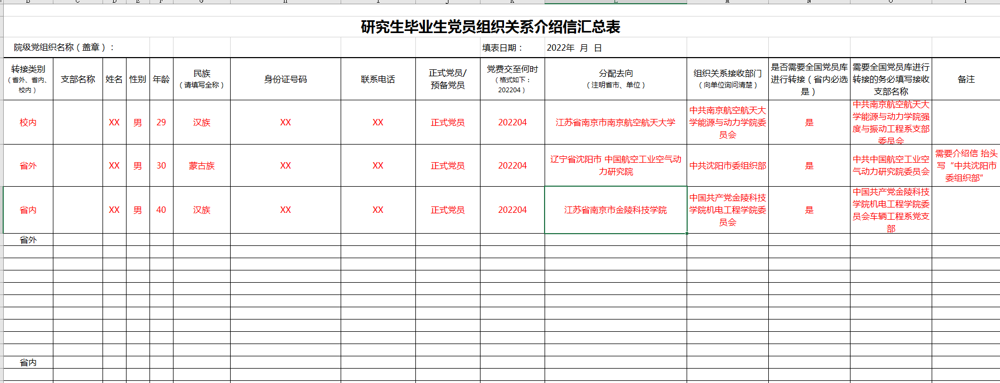 B C D E F G H I J K L M N O
研究生毕业生党员组织关系介绍信汇总表
院级党组织名称（盖章）： 填表日期： 2022年 月 日
转接类别
（省外、省内、
校内）
支部名称
姓名
性别
年龄
民族
（请填写全称）
身份证号码
联系电话
正式党员/
预备党员
党费交至何时
（格式如下：
202204）
分配去向
（注明省市、单位）
组织关系接收部门
（向单位询问清楚）
是否需要全国党员库
进行转接（省内必选
是）
需要全国党员库进行
转接的务必填写接收
支部名称
备注
校内
XX
男
29
汉族
XX
XX
正式党员
202204
江苏省南京市南京航空航天大学
中共南京航空航天大
学能源与动力学院委
员会
是
中共南京航空航天大
学能源与动力学院强
度与振动工程系支部
委员会
省外
XX
男
30
蒙古族
XX
XX
正式党员
202204
辽宁省沈阳市 中国航空工业空气动
力研究院
中共沈阳市委组织部
是
中共中国航空工业空
气动力研究院委员会
需要介绍信 抬头
写“中共沈阳市
委组织部”
省内
XX
男
40
汉族
XX
XX
正式党员
202204
江苏省南京市金陵科技学院
中国共产党金陵科技
学院机电工程学院委
员会
是
中国共产党金陵科技
学院机电工程学院委
员会车辆工程系党支
部
省外
省内